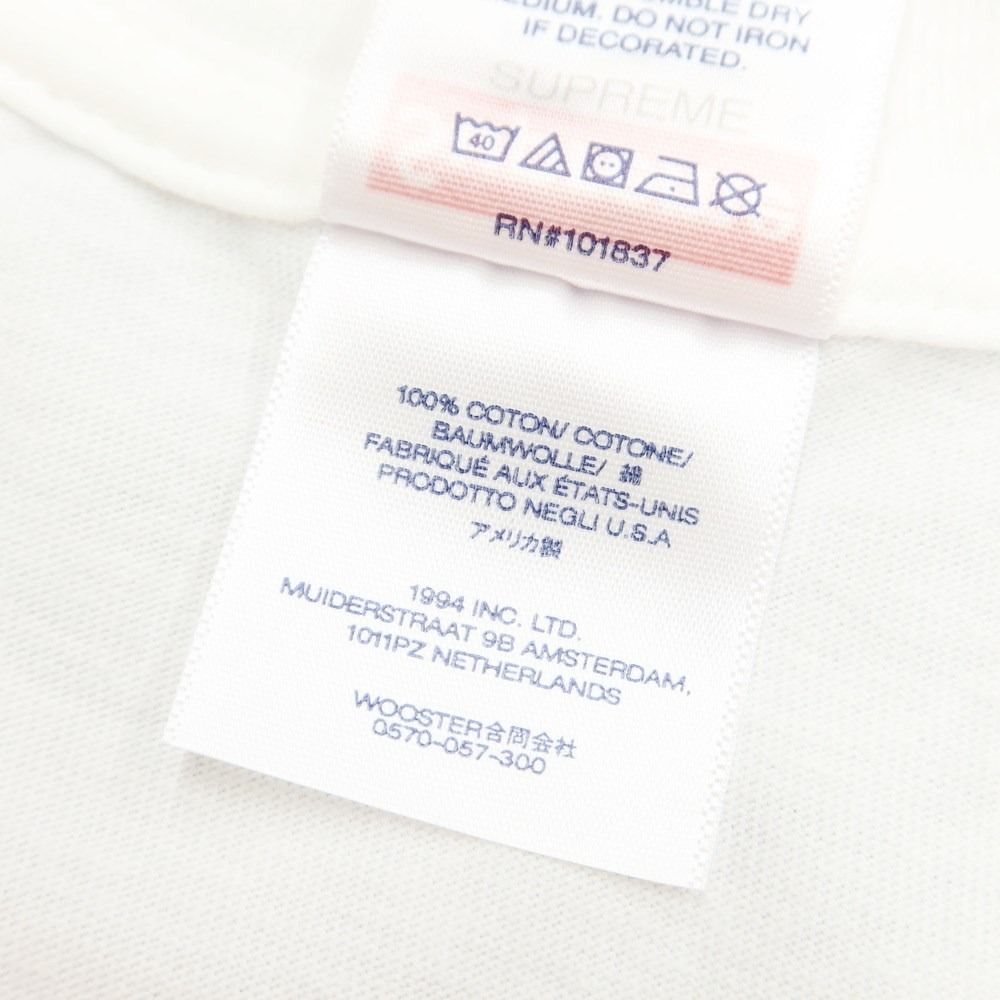 MBLE DRY
MEDIUM. DO NOT IRON
IF DECORATED.
SUPREME
40
RN#101837
100% COTON/ COTONE/
BAUMWOLLE/ 綿
FABRIQUÉ AUX ÉTATS-UNIS
PRODOTTO NEGLI U.S.A
アメリカ製
1994 INC. LTD.
MUIDERSTRAAT 9B AMSTERDAM,
1011PZ NETHERLANDS
WOOSTER合同会社
0570-057-300